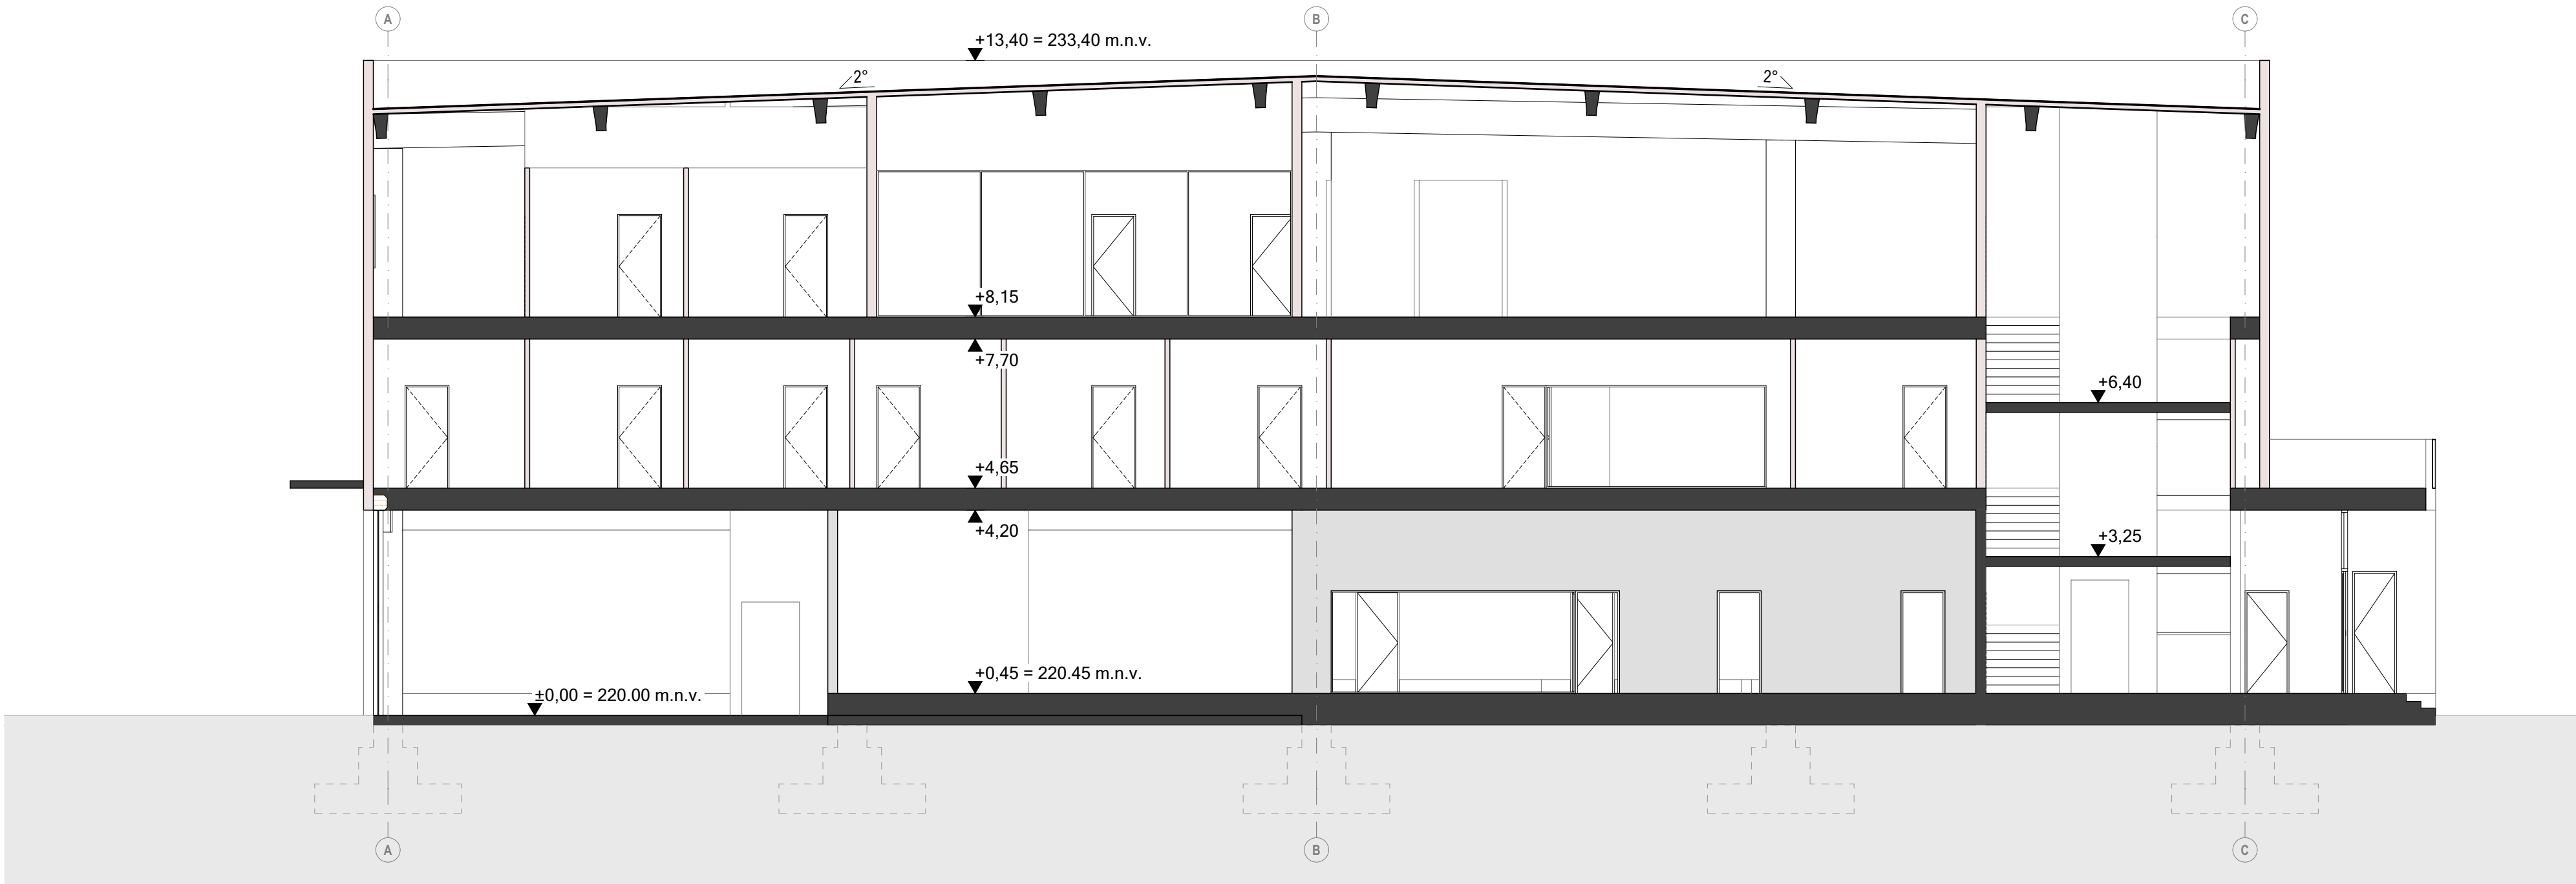 A
B
C
+13,40 = 233,40 m.n.v.
2°
2°
+8,15
+7,70
+6,40
+4,65
+4,20
+3,25
+0,45 = 220.45 m.n.v.
±0,00 = 220.00 m.n.v.
A
B
C